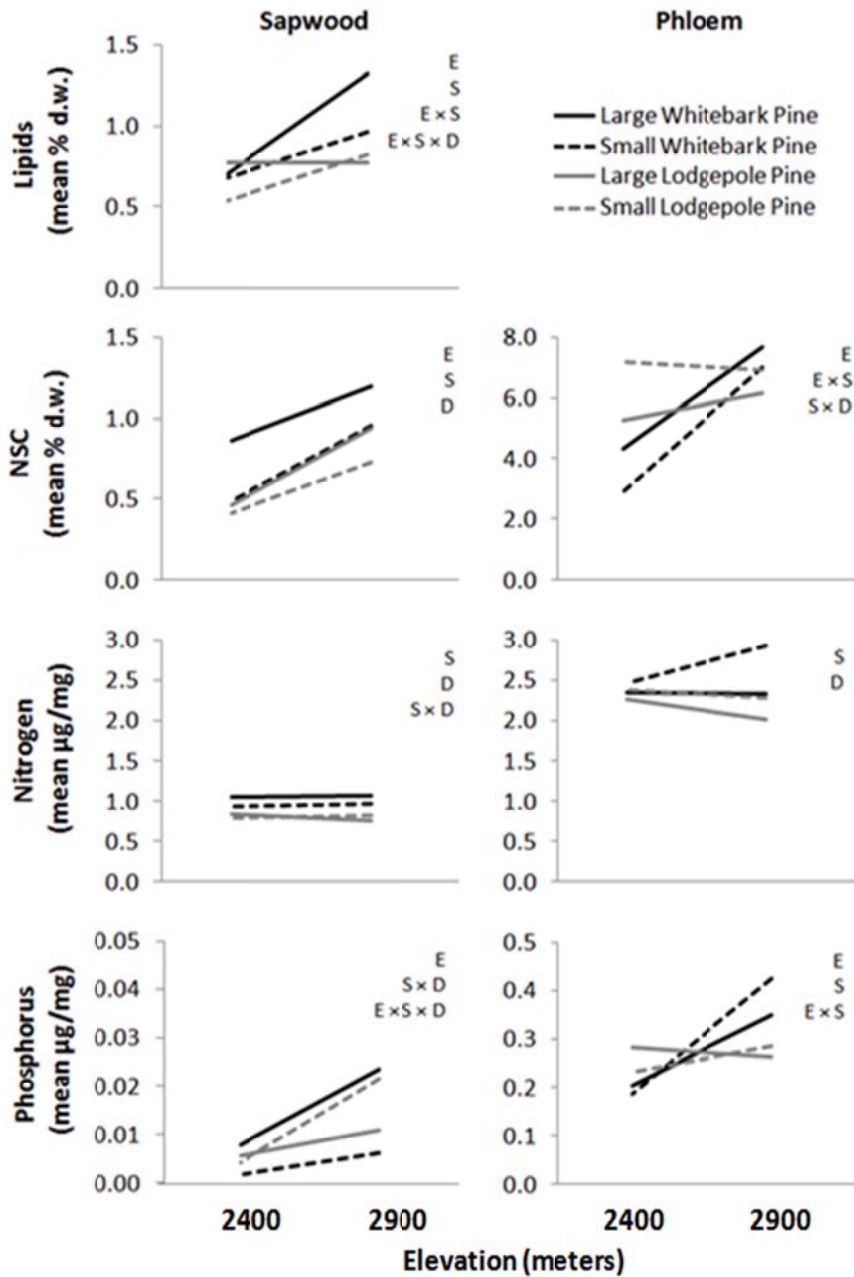 Sapwood
Phloem
Lipids
(mean % d.w.)
1.5
1.0
0.5
0.0
E
S
E × S
E × S × D
Large Whitebark Pine
Small Whitebark Pine
Large Lodgepole Pine
Small Lodgepole Pine
NSC
(mean % d.w.)
1.5
1.0
0.5
0.0
E
S
D
8.0
6.0
4.0
2.0
0.0
E
E × S
S × D
Nitrogen
(mean µg/mg)
3.0
2.5
2.0
1.5
1.0
0.5
0.0
S
D
S × D
3.0
2.5
2.0
1.5
1.0
0.5
0.0
S
D
Phosphorus
(mean µg/mg)
0.05
0.04
0.03
0.02
0.01
0.00
E
S × D
E × S × D
0.5
0.4
0.3
0.2
0.1
0.0
E
S
E × S
2400 2900 2400 2900
Elevation (meters)